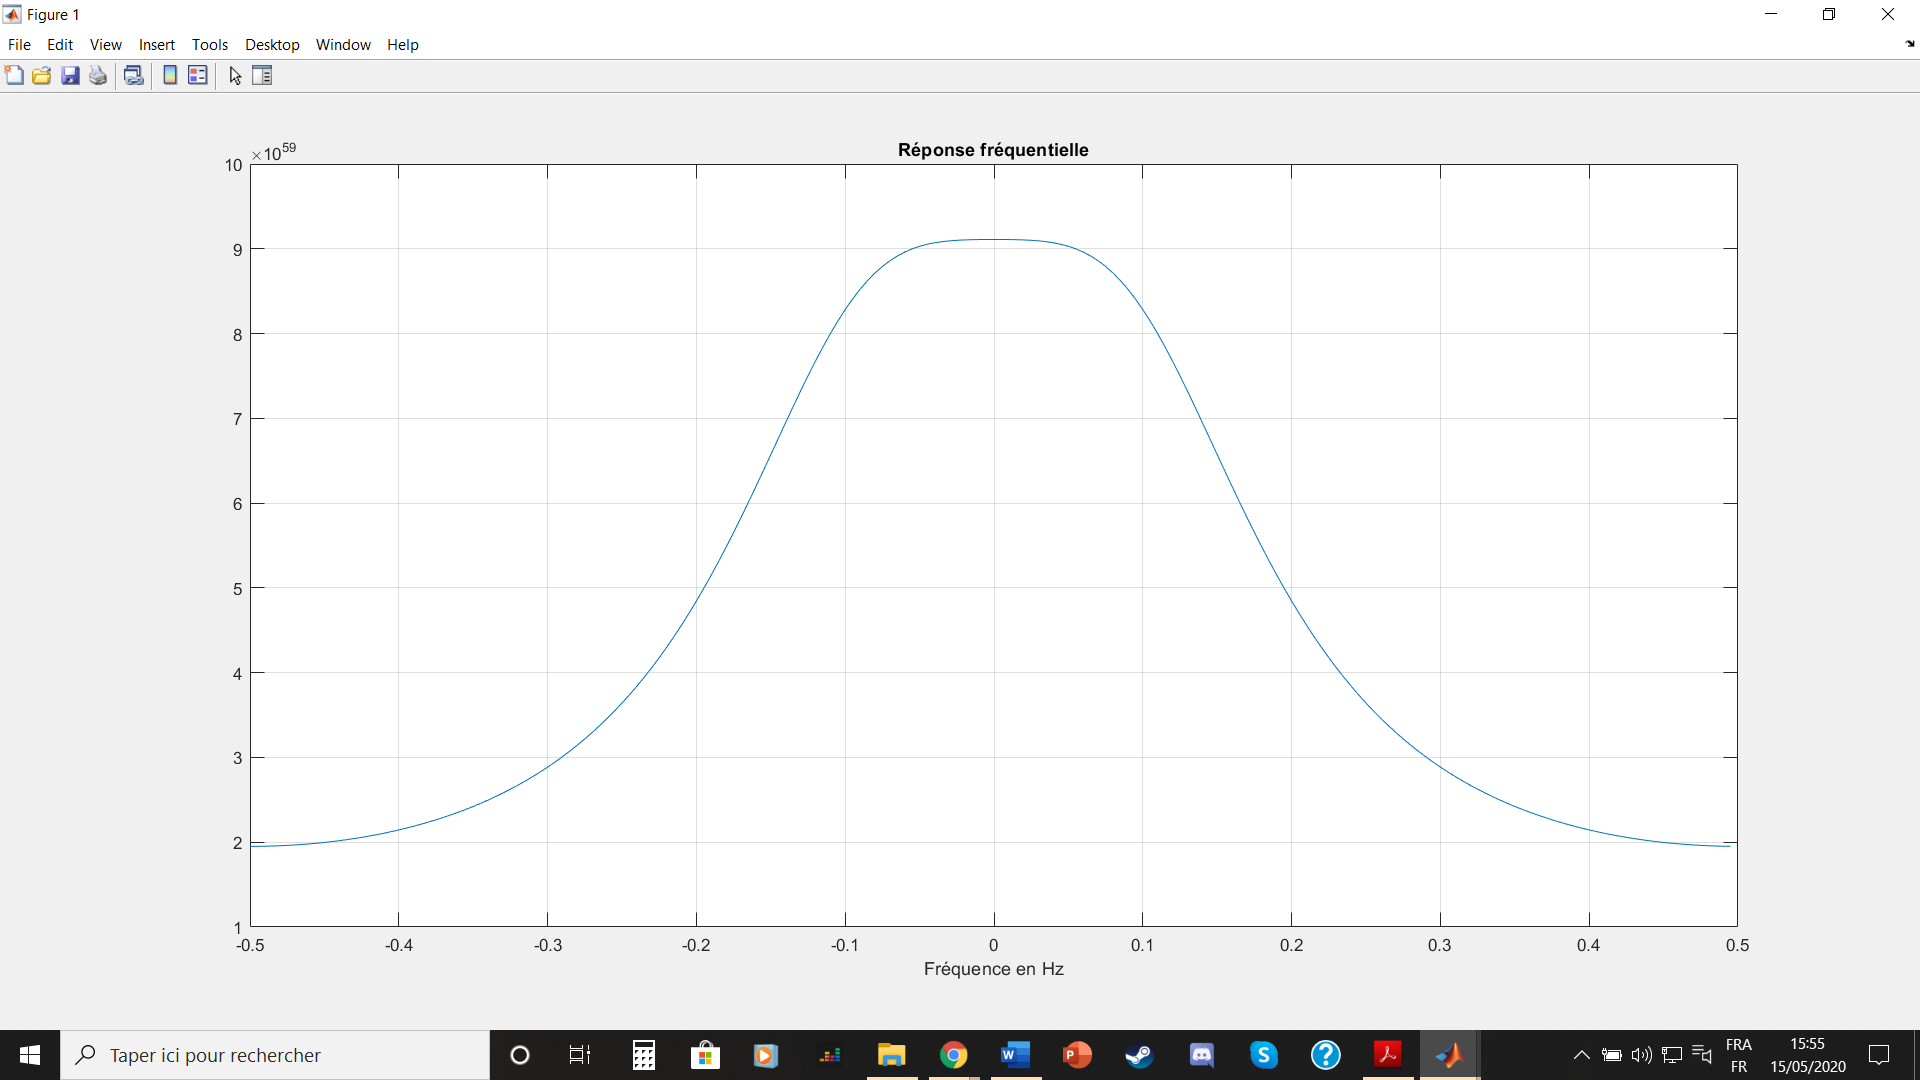 Figure 1
File Edit View Insert Tools Desktop Window Help
×10^59
Réponse fréquentielle
10
9
8
7
6
5
4
3
2
1
-0.5 -0.4 -0.3 -0.2 -0.1 0 0.1 0.2 0.3 0.4 0.5
Fréquence en Hz
Taper ici pour rechercher
W
P
S
?
FRA
FR
15:55
15/05/2020